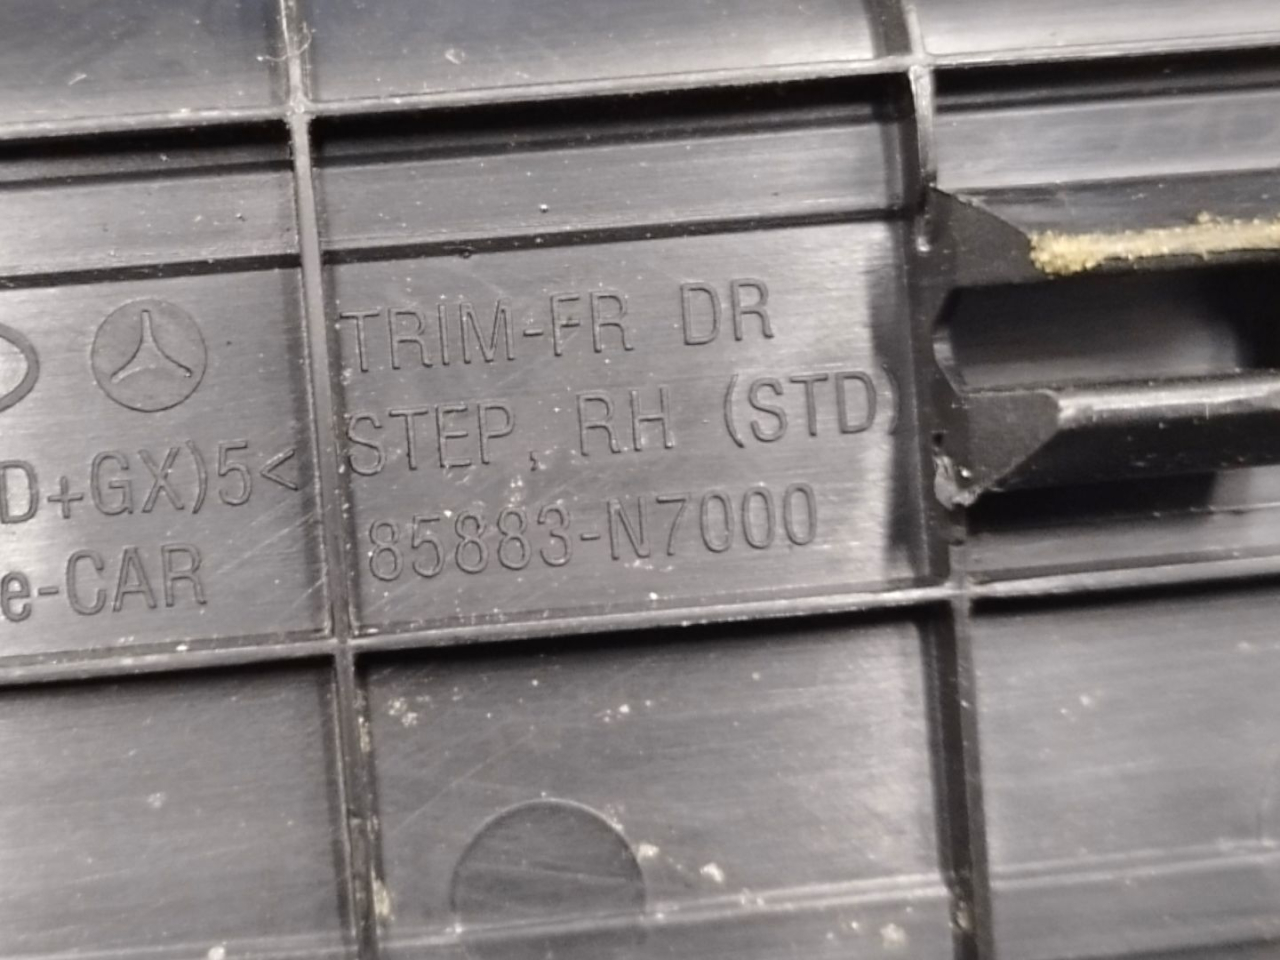 TRIM-FR DR
STEP, RH (STD)
85883-N7000
D+GX)5<
e-CAR